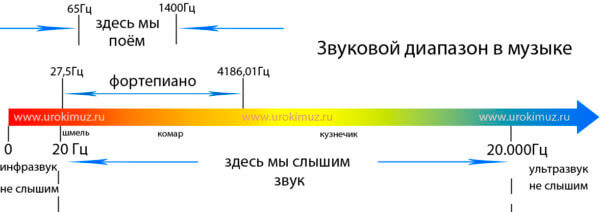 65Гц
1400Гц
здесь мы
поём
Звуковой диапазон в музыке
27,5Гц
фортепиано
4186,01Гц
www.urokimuz.ru
www.urokimuz.ru
www.urokimuz.ru
шмель
комар
кузнечик
0
20 Гц
здесь мы слышим
звук
20.000Гц
инфразвук
не слышим
ультразвук
не слышим